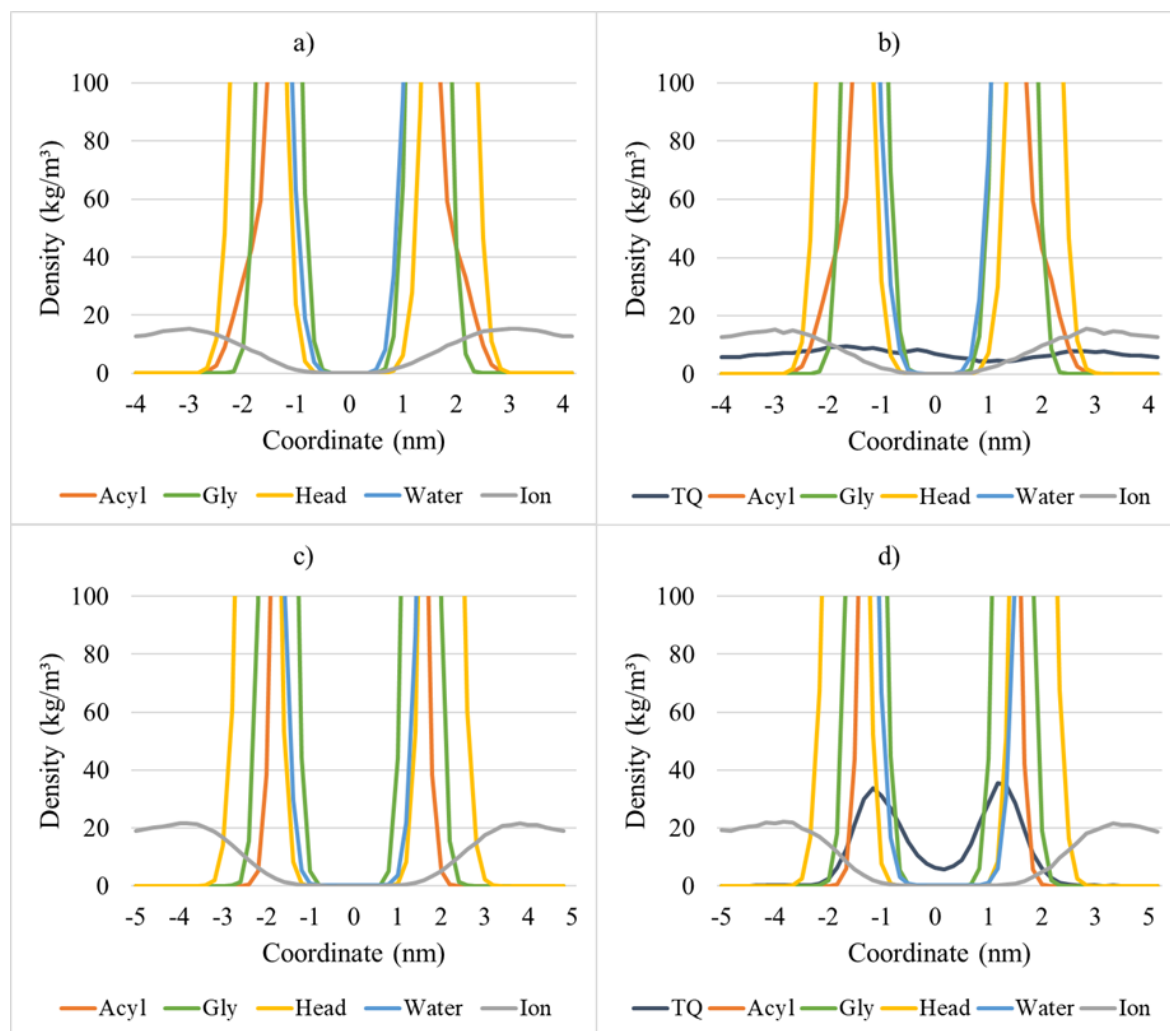 a)
Density (kg/m³)
100
80
60
40
20
0
-4 -3 -2 -1 0 1 2 3 4
Coordinate (nm)
Acyl Gly Head Water Ion
b)
Density (kg/m³)
100
80
60
40
20
0
-4 -3 -2 -1 0 1 2 3 4
Coordinate (nm)
TQ Acyl Gly Head Water Ion
c)
Density (kg/m³)
100
80
60
40
20
0
-5 -4 -3 -2 -1 0 1 2 3 4 5
Coordinate (nm)
Acyl Gly Head Water Ion
d)
Density (kg/m³)
100
80
60
40
20
0
-5 -4 -3 -2 -1 0 1 2 3 4 5
Coordinate (nm)
TQ Acyl Gly Head Water Ion